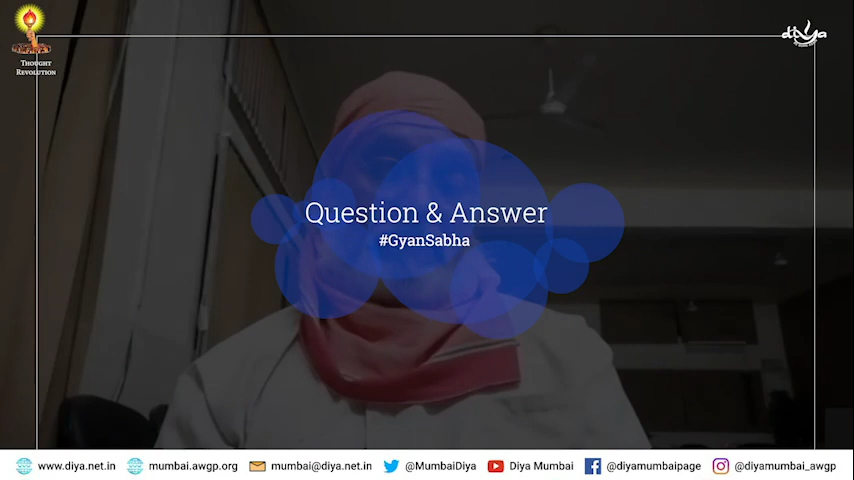 THOUGHT
REVOLUTION
diya
Question & Answer
#GyanSabha
www.diya.net.in
mumbai.awgp.org
mumbai@diya.net.in
@MumbaiDiya
Diya Mumbai
@diyamumbaipage
@diyamumbai_awgp